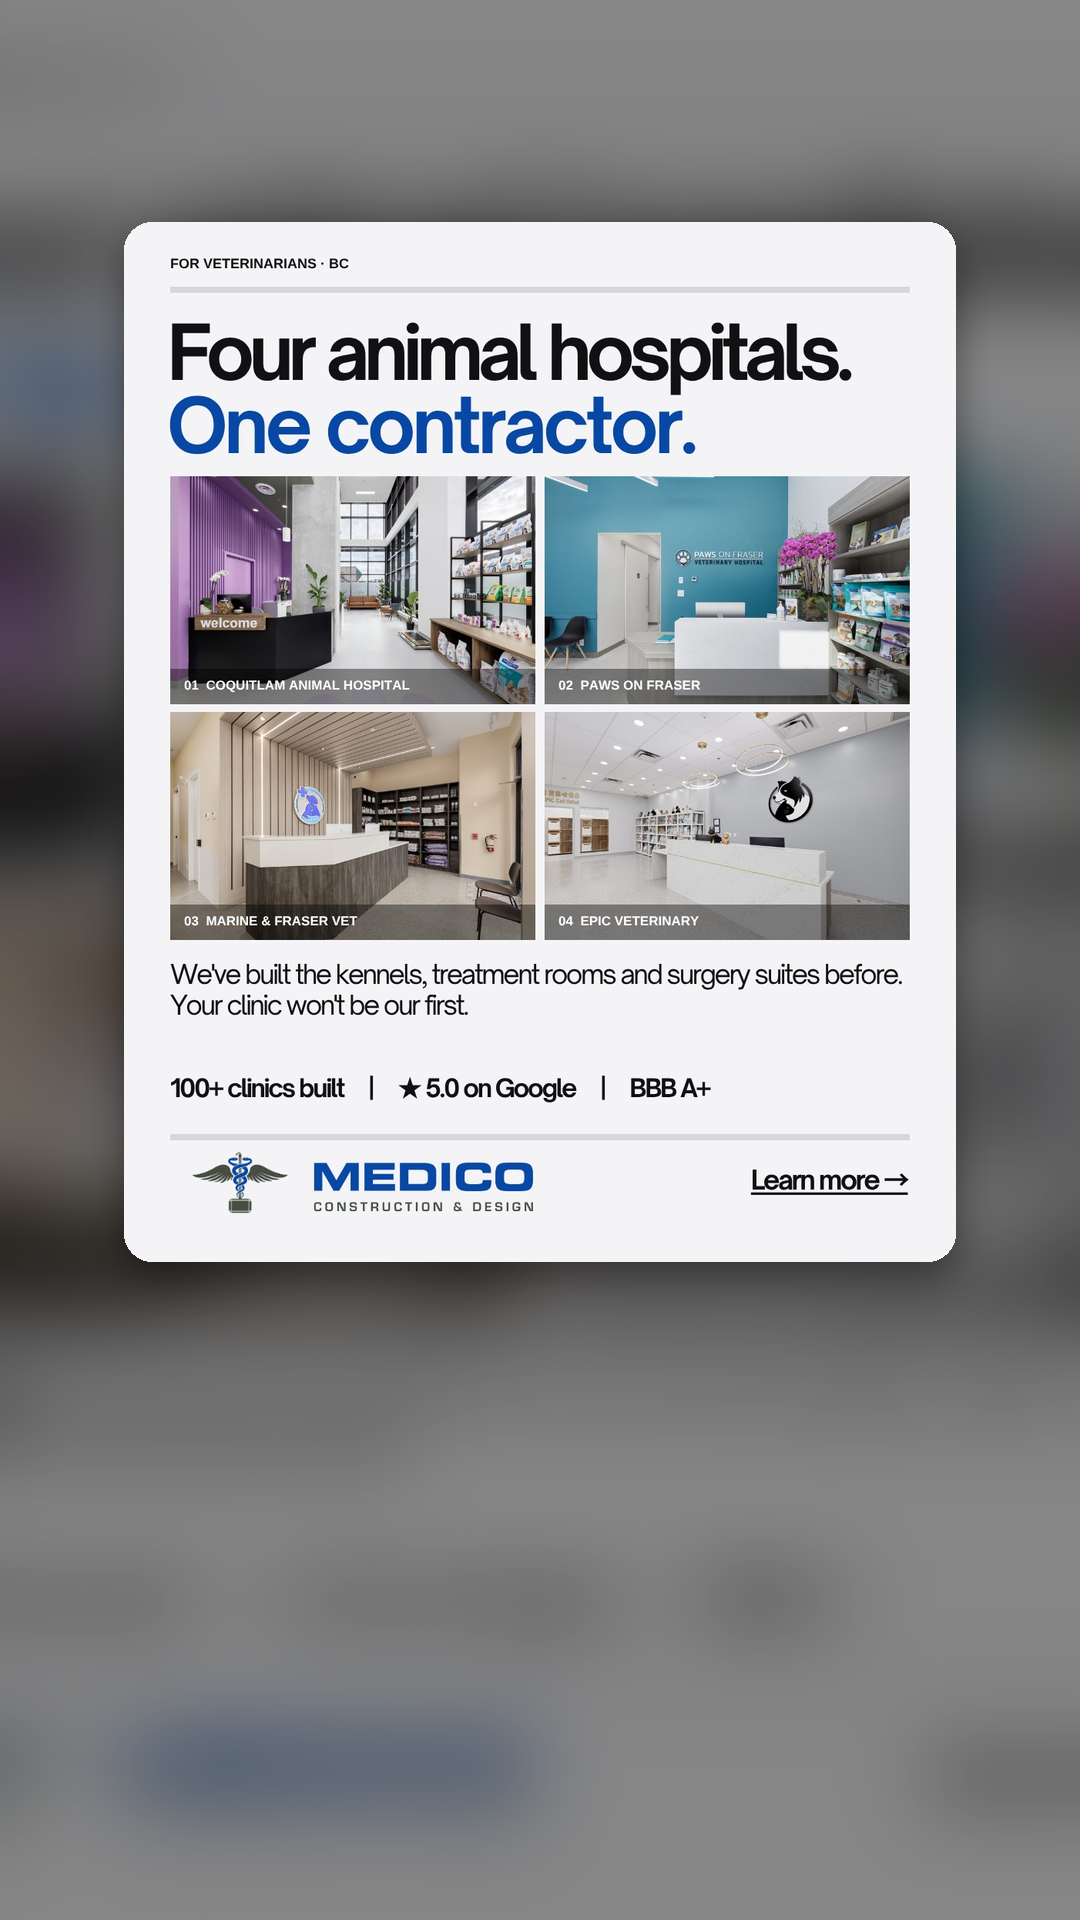 FOR VETERINARIANS · BC
Four animal hospitals.
One contractor.
welcome
01 COQUITLAM ANIMAL HOSPITAL
PAWS ON FRASER
VETERINARY HOSPITAL
02 PAWS ON FRASER
03 MARINE & FRASER VET
EPIC Cat Hotel
04 EPIC VETERINARY
We've built the kennels, treatment rooms and surgery suites before.
Your clinic won't be our first.
100+ clinics built | ★ 5.0 on Google | BBB A+
MEDICO
CONSTRUCTION & DESIGN
Learn more →